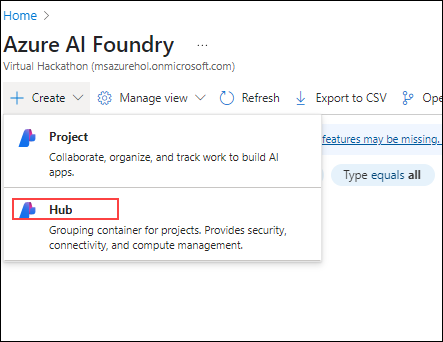 Home
Azure AI Foundry ...
Virtual Hackathon (msazurehol.onmicrosoft.com)
+ Create Manage view Refresh Export to CSV Ope
Project
Collaborate, organize, and track work to build AI
apps.
features may be missing.
Type equals all
Hub
Grouping container for projects. Provides security,
connectivity, and compute management.